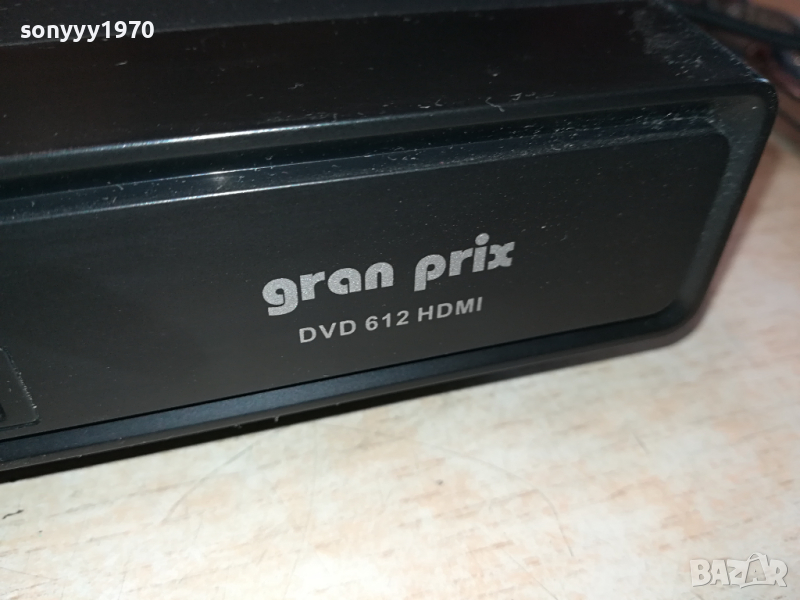 sonyyy1970
gran prix
DVD 612 HDMI
BAZAR